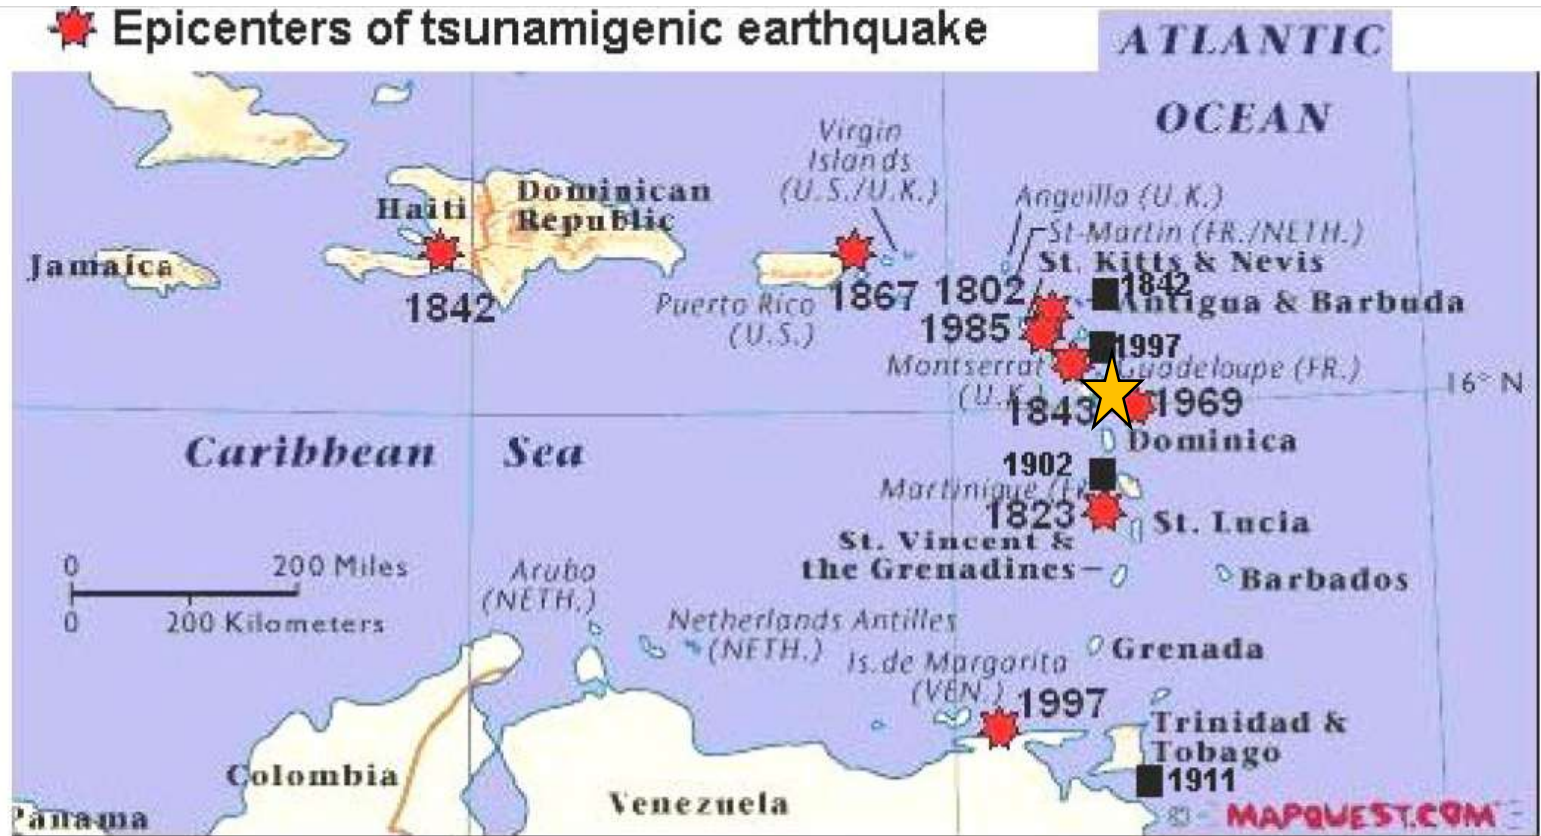 Epicenters of tsunamigenic earthquake
ATLANTIC
OCEAN
Virgin
Islands
(U.S./U.K.)
Anguilla (U.K.)
St-Martin (FR./NETH.)
St. Kitts & Nevis
Haiti
Dominican
Republic
Jamaica
1842
Puerto Rico
(U.S.)
1867
1802
1842
Antigua & Barbuda
1985
1997
Montserrat
(U.K.)
Guadeloupe (FR.)
16° N
1843
1969
Caribbean Sea
Dominica
1902
Martinique
1823
St. Lucia
St. Vincent &
the Grenadines
Barbados
0 200 Miles
0 200 Kilometers
Aruba
(NETH.)
Netherlands Antilles
(NETH.)
Is. de Margarita
(VEN.)
Grenada
1997
Trinidad &
Tobago
1911
Colombia
Venezuela
Panama
© MAPQUEST.COM